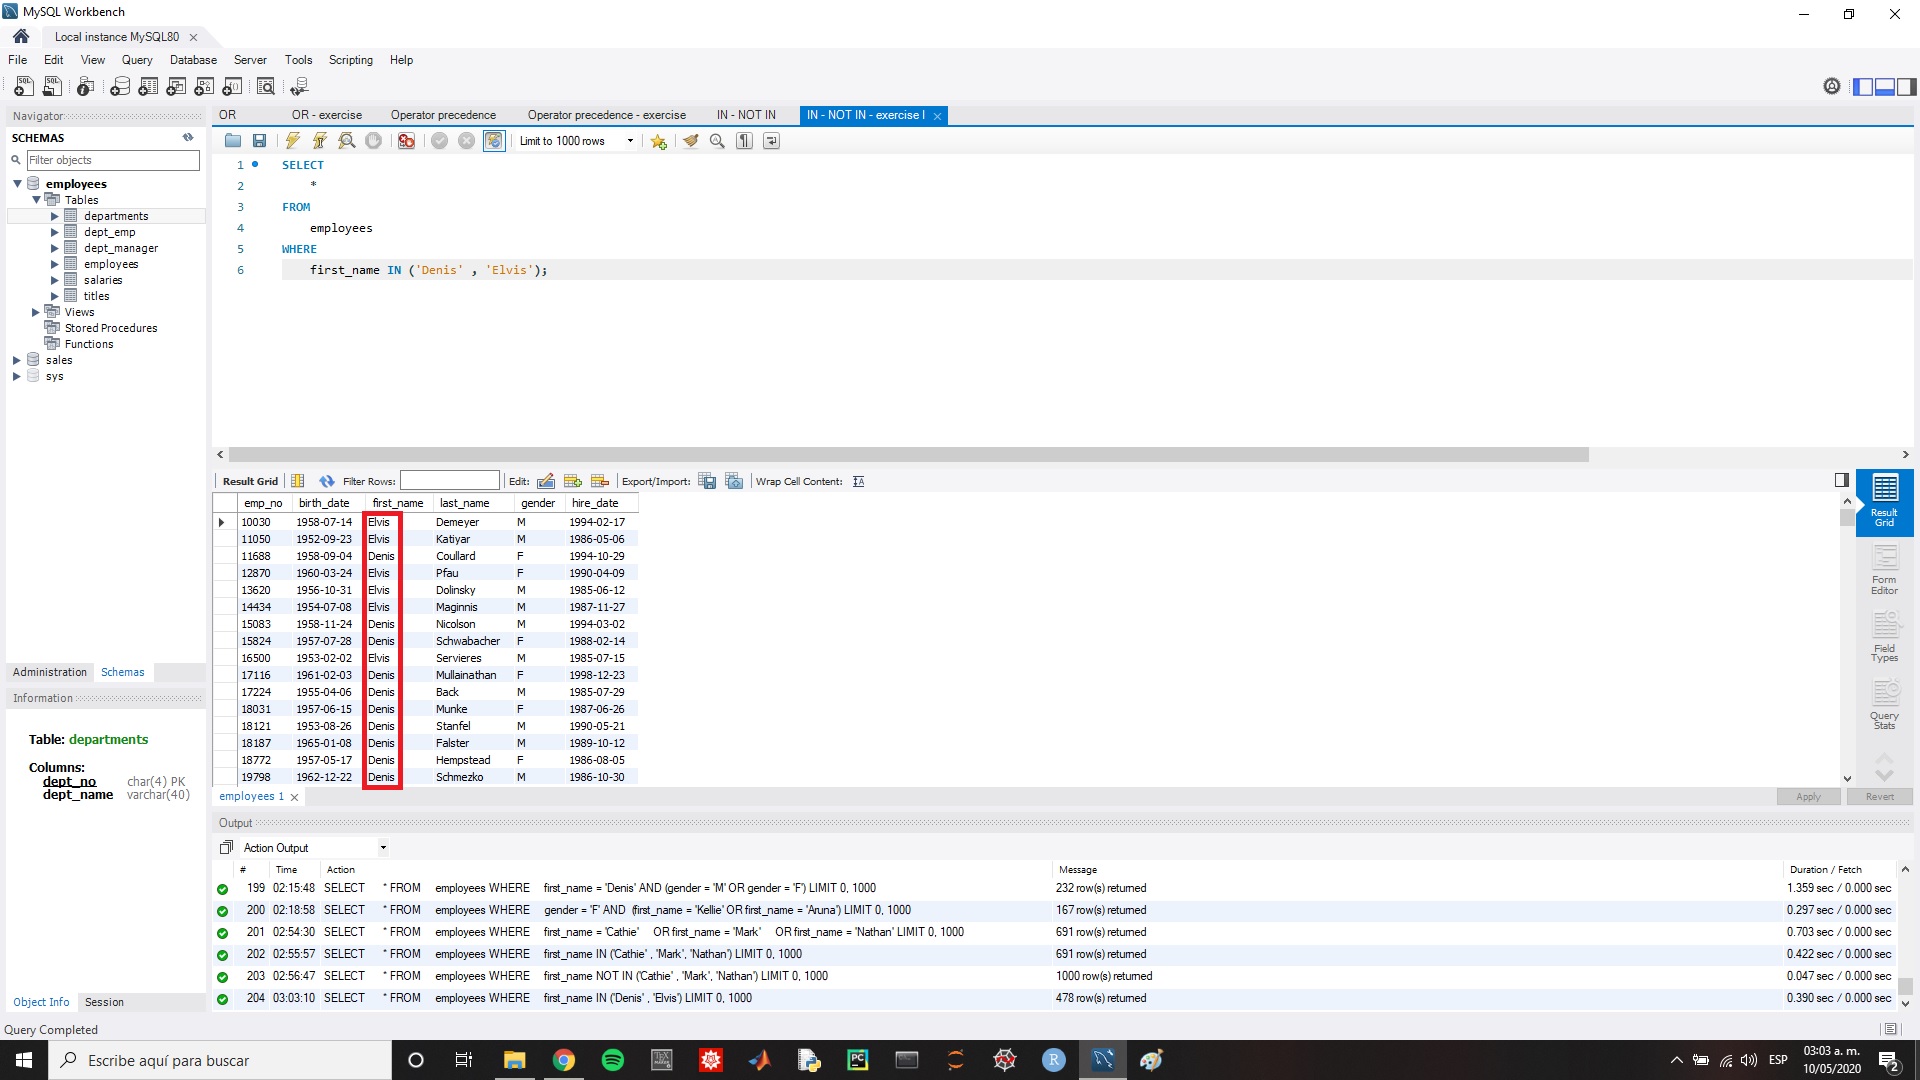 MySQL Workbench
Local instance MySQL80
File Edit View Query Database Server Tools Scripting Help
Navigator
SCHEMAS
Filter objects
employees
Tables
departments
dept_emp
dept_manager
employees
salaries
titles
Views
Stored Procedures
Functions
sales
sys
Administration Schemas
Information
Table: departments
Columns:
dept_no char(4) PK
dept_name varchar(40)
Object Info Session
OR OR - exercise Operator precedence Operator precedence - exercise IN - NOT IN IN - NOT IN - exercise I
Limit to 1000 rows
1 SELECT
2 *
3 FROM
4 employees
5 WHERE
6 first_name IN ('Denis' , 'Elvis');
Result Grid Filter Rows: Edit: Export/Import: Wrap Cell Content:
emp_no birth_date first_name last_name gender hire_date
10030 1958-07-14 Elvis Demeyer M 1994-02-17
11050 1952-09-23 Elvis Katiyar M 1986-05-06
11688 1958-09-04 Denis Coullard F 1994-10-29
12870 1960-03-24 Elvis Pfau F 1990-04-09
13620 1956-10-31 Elvis Dolinsky M 1985-06-12
14434 1954-07-08 Elvis Maginnis M 1987-11-27
15083 1958-11-24 Denis Nicolson M 1994-03-02
15824 1957-07-28 Denis Schwabacher F 1988-02-14
16500 1953-02-02 Elvis Servieres M 1985-07-15
17116 1961-02-03 Denis Mullainathan F 1998-12-23
17224 1955-04-06 Denis Back M 1985-07-29
18031 1957-06-15 Denis Munke F 1987-06-26
18121 1953-08-26 Denis Stanfel M 1990-05-21
18187 1965-01-08 Denis Falster M 1989-10-12
18772 1957-05-17 Denis Hempstead F 1986-08-05
19798 1962-12-22 Denis Schmezko M 1986-10-30
Result
Grid
Form
Editor
Field
Types
Query
Stats
employees 1
Apply Revert
Output
Action Output
# Time Action Message Duration / Fetch
199 02:15:48 SELECT * FROM employees WHERE first_name = 'Denis' AND (gender = 'M' OR gender = 'F') LIMIT 0, 1000 232 row(s) returned 1.359 sec / 0.000 sec
200 02:18:58 SELECT * FROM employees WHERE gender = 'F' AND (first_name = 'Kellie' OR first_name = 'Aruna') LIMIT 0, 1000 167 row(s) returned 0.297 sec / 0.000 sec
201 02:54:30 SELECT * FROM employees WHERE first_name = 'Cathie' OR first_name = 'Mark' OR first_name = 'Nathan' LIMIT 0, 1000 691 row(s) returned 0.703 sec / 0.000 sec
202 02:55:57 SELECT * FROM employees WHERE first_name IN ('Cathie' , 'Mark', 'Nathan') LIMIT 0, 1000 691 row(s) returned 0.422 sec / 0.000 sec
203 02:56:47 SELECT * FROM employees WHERE first_name NOT IN ('Cathie' , 'Mark', 'Nathan') LIMIT 0, 1000 1000 row(s) returned 0.047 sec / 0.000 sec
204 03:03:10 SELECT * FROM employees WHERE first_name IN ('Denis' , 'Elvis') LIMIT 0, 1000 478 row(s) returned 0.390 sec / 0.000 sec
Query Completed
Escribe aquí para buscar
PC
R
ESP
03:03 a. m.
10/05/2020
2